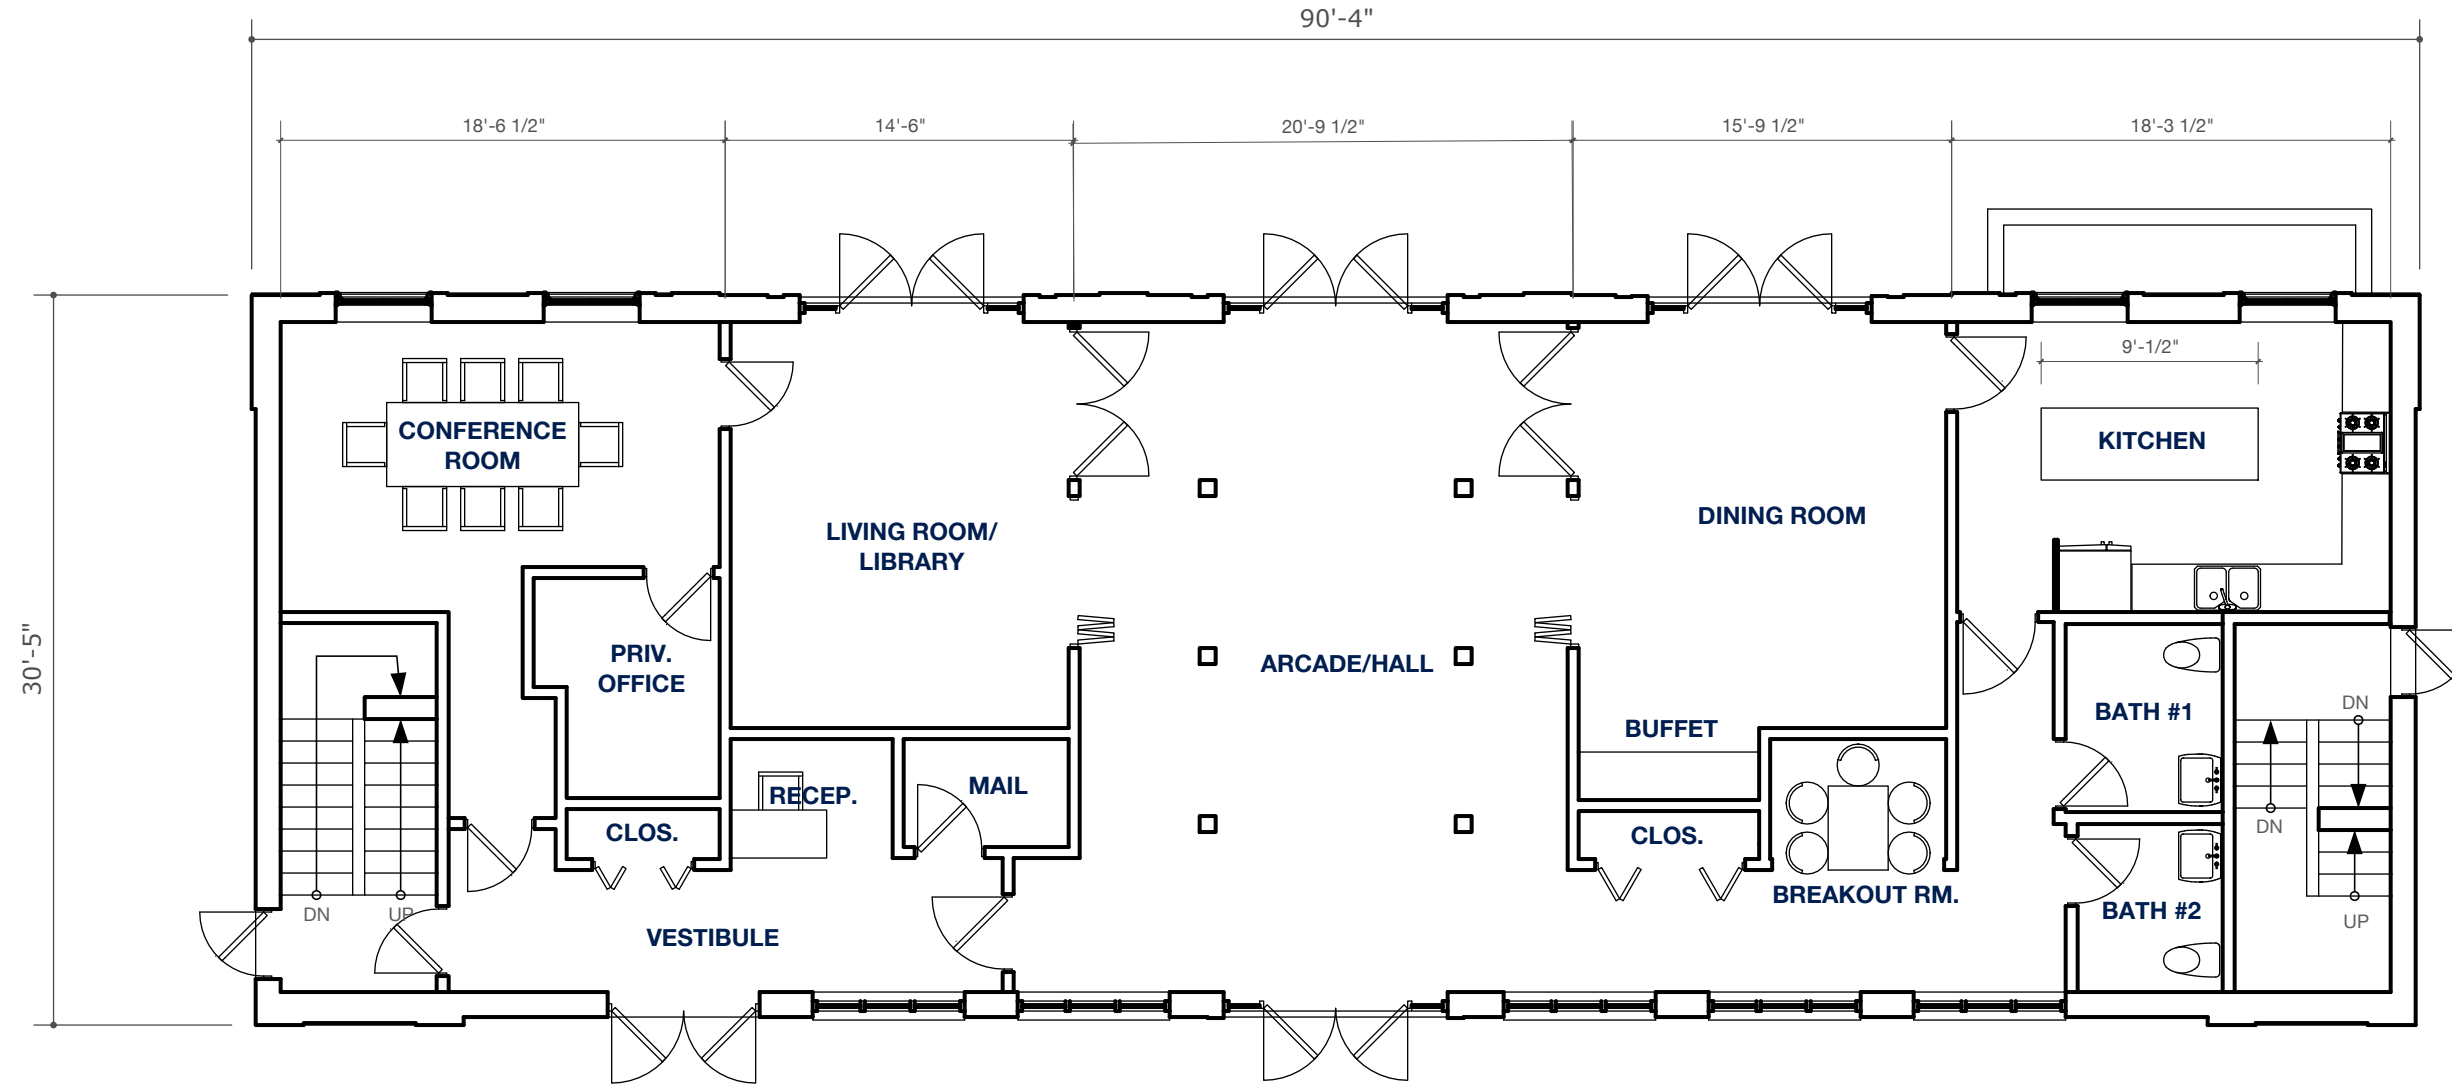 90'-4"
18'-6 1/2"
14'-6"
20'-9 1/2"
15'-9 1/2"
18'-3 1/2"
9'-1/2"
CONFERENCE
ROOM
KITCHEN
LIVING ROOM/
LIBRARY
DINING ROOM
30'-5"
PRIV.
OFFICE
ARCADE/HALL
BUFFET
BATH #1
DN
RECEP.
MAIL
CLOS.
CLOS.
DN
BREAKOUT RM.
BATH #2
DN
UP
UP
VESTIBULE